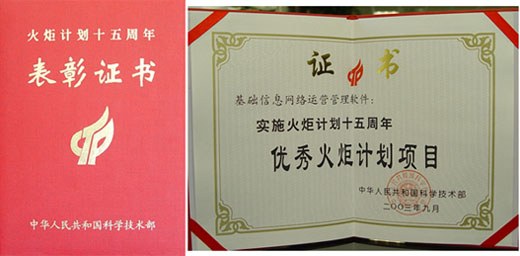 火炬计划十五周年
表彰证书
中华人民共和国科学技术部
证书
基础信息网络运营管理软件:
实施火炬计划十五周年
优秀火炬计划项目
中华人民共和国科学技术部
二〇〇三年九月